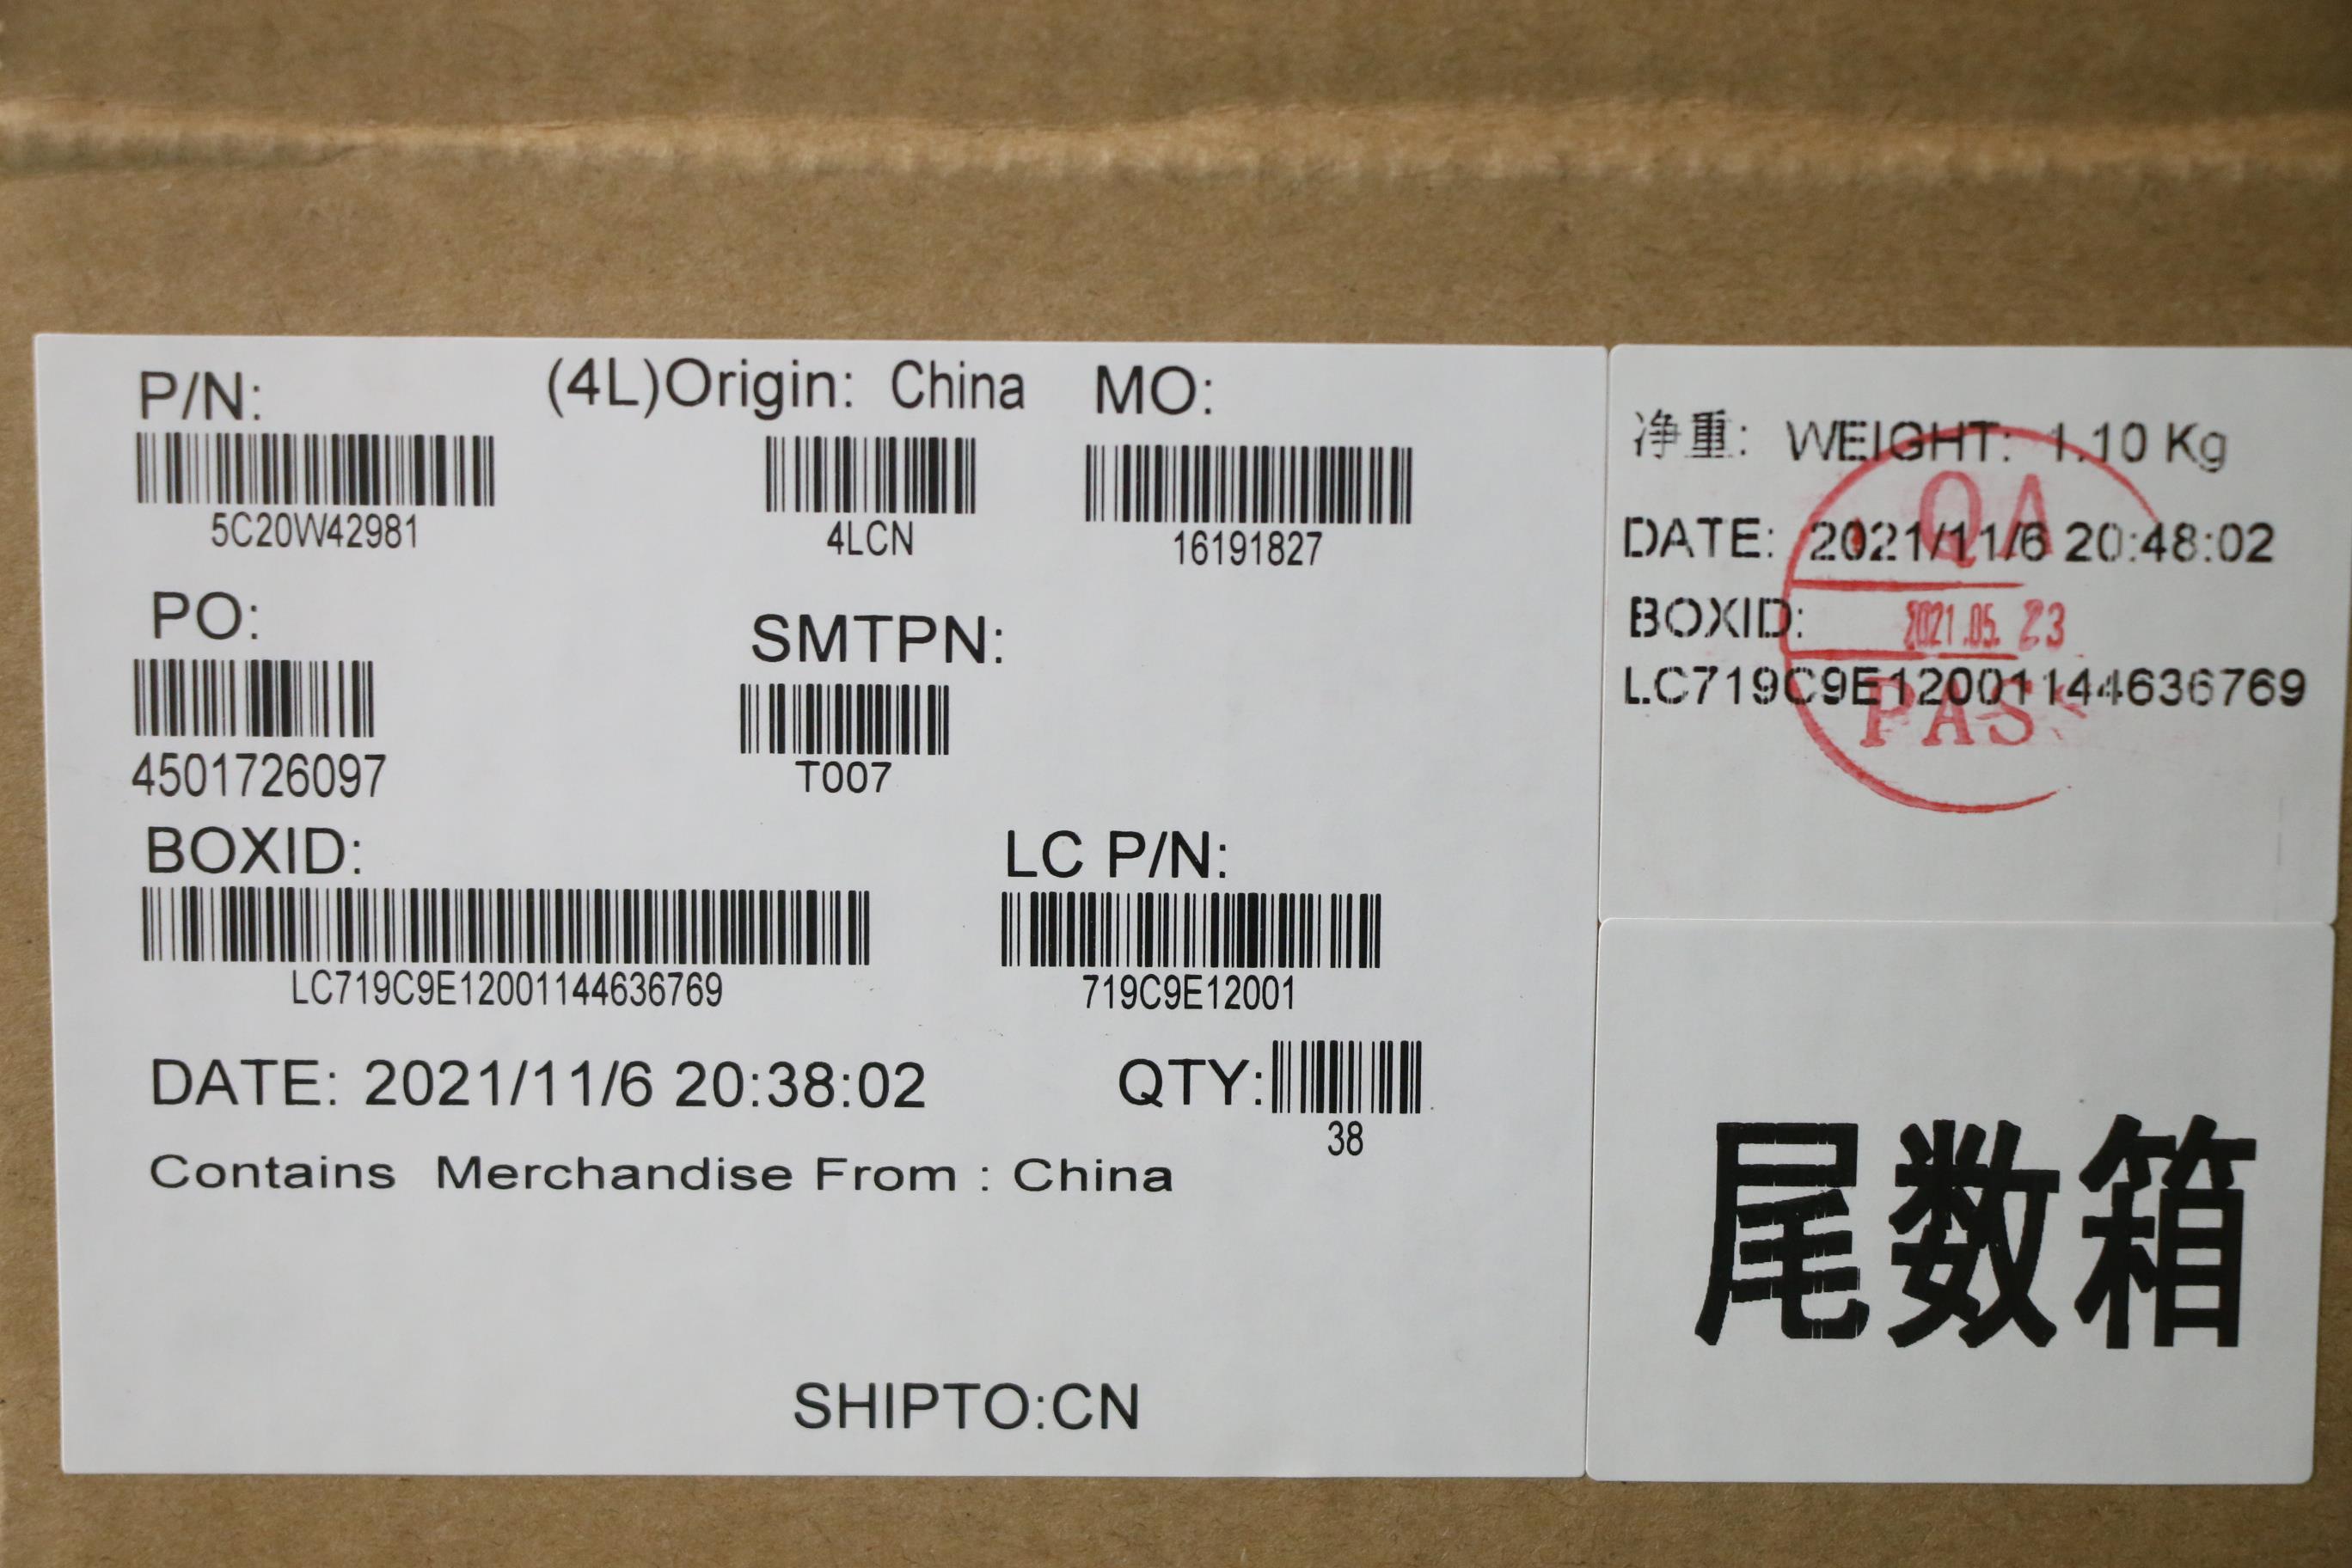 P/N: (4L)Origin: China MO:
5C20W42981 4LCN 16191827
PO: SMTPN:
4501726097 T007
BOXID: LC P/N:
LC719C9E12001144636769 719C9E12001
DATE: 2021/11/6 20:38:02 QTY:
38
Contains Merchandise From : China
SHIPTO:CN
净重: WEIGHT: 1.10 Kg
DATE: 2021/11/6 20:48:02
BOXID:
LC719C9E12001144636769
QA
2021.05.23
PASS
尾数箱